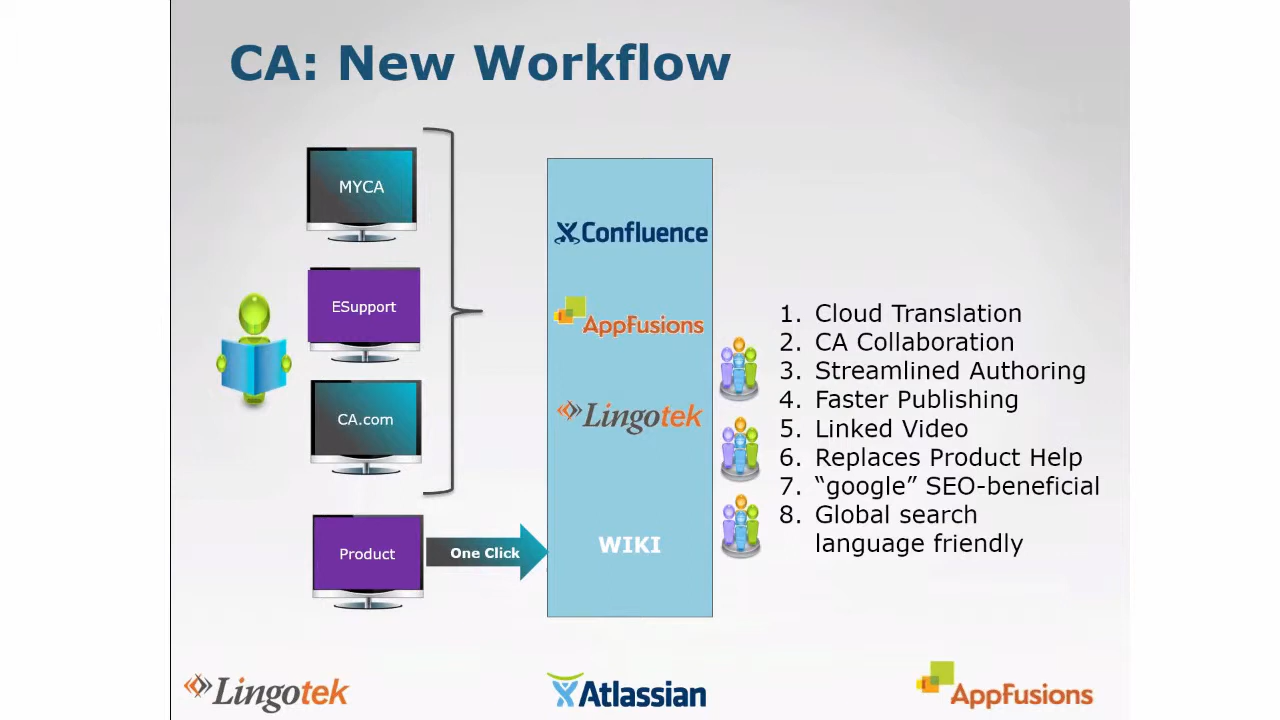 CA: New Workflow
MYCA
ESupport
CA.com
Product
One Click
Confluence
AppFusions
Lingotek
WIKI
1. Cloud Translation
2. CA Collaboration
3. Streamlined Authoring
4. Faster Publishing
5. Linked Video
6. Replaces Product Help
7. “google” SEO-beneficial
8. Global search
language friendly
Lingotek
Atlassian
AppFusions